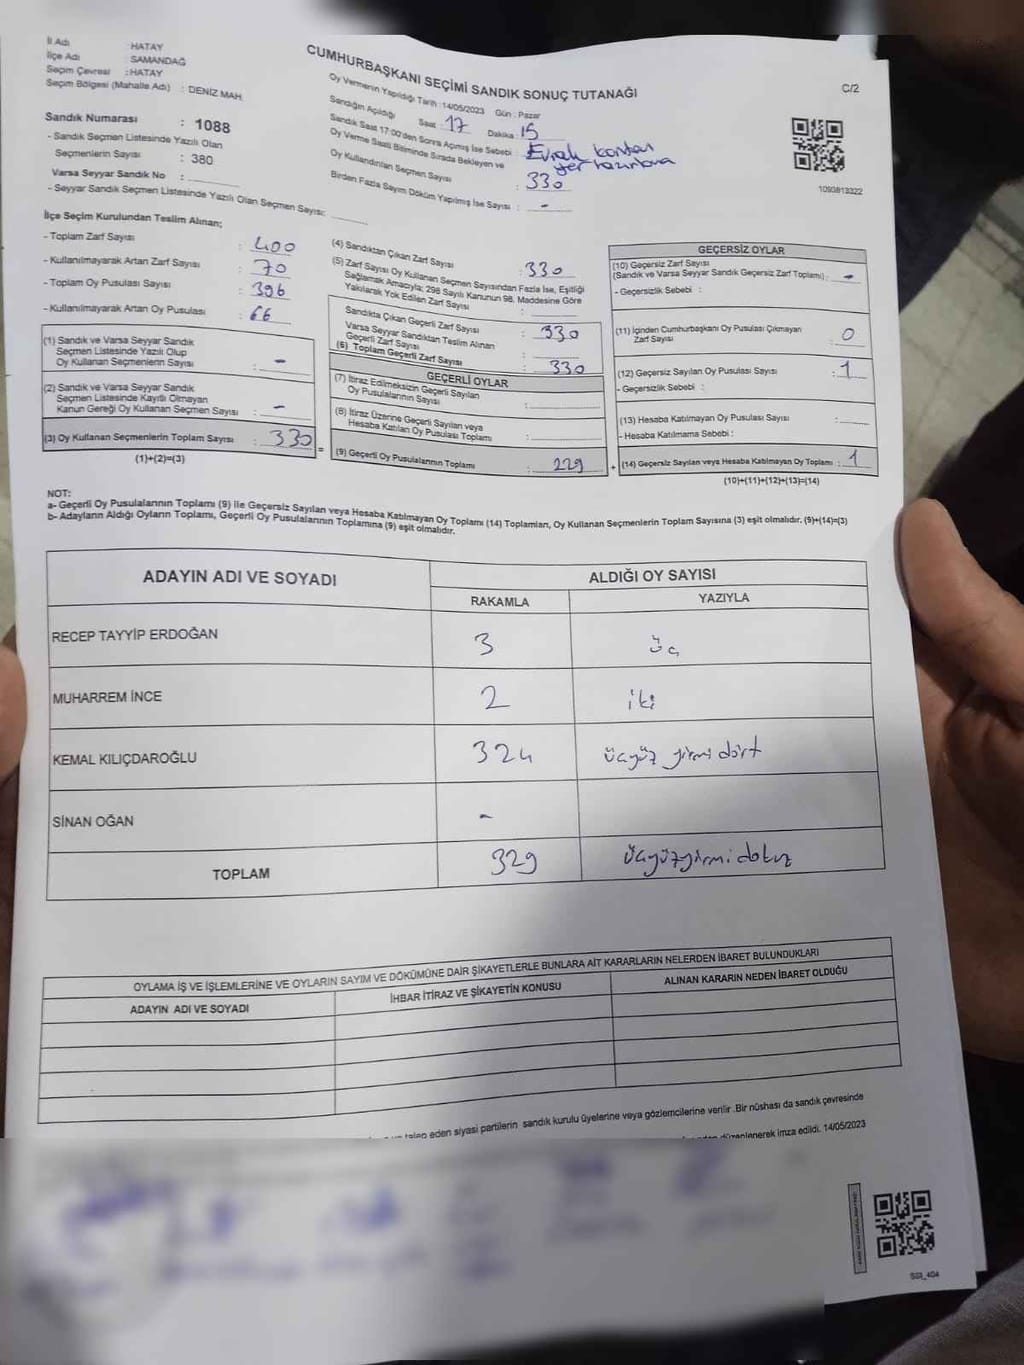 İl Adı : HATAY
İlçe Adı : SAMANDAĞ
Seçim Çevresi : HATAY
Seçim Bölgesi (Mahalle Adı) : DENİZ MAH.
Sandık Numarası : 1088
- Sandık Seçmen Listesinde Yazılı Olan
Seçmenlerin Sayısı : 380
Varsa Seyyar Sandık No :
- Seyyar Sandık Seçmen Listesinde Yazılı Olan Seçmen Sayısı:
CUMHURBAŞKANI SEÇİMİ SANDIK SONUÇ TUTANAĞI
C/2
Oy Vermenin Yapıldığı Tarih : 14/05/2023 Gün : Pazar
Sandığın Açıldığı Saat : 17 Dakika : 15
Sandık Saat 17:00'den Sonra Açımış İse Sebebi : Evrak
Oy Verme Saati Bitiminde Sırada Bekleyen ve
Oy Kullandırılan Seçmen Sayısı : 330
Birden Fazla Sayım Döküm Yapılmış İse Sayısı : -
1093813322
İlçe Seçim Kurulundan Teslim Alınan;
- Toplam Zarf Sayısı : 400
- Kullanılmayarak Artan Zarf Sayısı : 70
- Toplam Oy Pusulası Sayısı : 396
- Kullanılmayarak Artan Oy Pusulası : 66
(1) Sandık ve Varsa Seyyar Sandık
Seçmen Listesinde Yazılı Olup
Oy Kullanan Seçmenlerin Sayısı : -
(2) Sandık ve Varsa Seyyar Sandık
Seçmen Listesinde Kayıtlı Olmayan
Kanun Gereği Oy Kullanan Seçmen Sayısı : -
(3) Oy Kullanan Seçmenlerin Toplam Sayısı : 330
(1)+(2)=(3)
(4) Sandıktan Çıkan Zarf Sayısı : 330
(5) Zarf Sayısı Oy Kullanan Seçmen Sayısından Fazla İse, Eşitliği
Sağlamak Amacıyla; 298 Sayılı Kanunun 98. Maddesine Göre
Yakılarak Yok Edilen Zarf Sayısı :
Sandıkta Çıkan Geçerli Zarf Sayısı : 330
Varsa Seyyar Sandıktan Teslim Alınan
Geçerli Zarf Sayısı :
(6) Toplam Geçerli Zarf Sayısı : 330
GEÇERLİ OYLAR
(7) İtiraz Edilmeksizin Geçerli Sayılan
Oy Pusulalarının Sayısı :
(8) İtiraz Üzerine Geçerli Sayılan veya
Hesaba Katılan Oy Pusulası Toplamı :
= (9) Geçerli Oy Pusulalarının Toplamı : 229
GEÇERSİZ OYLAR
(10) Geçersiz Zarf Sayısı
(Sandık ve Varsa Seyyar Sandık Geçersiz Zarf Toplamı) : -
- Geçersizlik Sebebi :
(11) İçinden Cumhurbaşkanı Oy Pusulası Çıkmayan
Zarf Sayısı : 0
(12) Geçersiz Sayılan Oy Pusulası Sayısı : 1
- Geçersizlik Sebebi :
(13) Hesaba Katılmayan Oy Pusulası Sayısı :
- Hesaba Katılmama Sebebi :
+ (14) Geçersiz Sayılan veya Hesaba Katılmayan Oy Toplamı : 1
(10)+(11)+(12)+(13)=(14)
NOT:
a- Geçerli Oy Pusulalarının Toplamı (9) ile Geçersiz Sayılan veya Hesaba Katılmayan Oy Toplamı (14) Toplamları, Oy Kullanan Seçmenlerin Toplam Sayısına (3) eşit olmalıdır. (9)+(14)=(3)
b- Adayların Aldığı Oyların Toplamı, Geçerli Oy Pusulalarının Toplamına (9) eşit olmalıdır.
ADAYIN ADI VE SOYADI ALDIĞI OY SAYISI
RAKAMLA YAZIYLA
RECEP TAYYİP ERDOĞAN 3 üç
MUHARREM İNCE 2 iki
KEMAL KILIÇDAROĞLU 324 üçyüz yirmi dört
SİNAN OĞAN -
TOPLAM 329 üçyüzyirmi dokuz
OYLAMA İŞ VE İŞLEMLERİNE VE OYLARIN SAYIM VE DÖKÜMÜNE DAİR ŞİKAYETLERLE BUNLARA AİT KARARLARIN NELERDEN İBARET BULUNDUKLARI
ADAYIN ADI VE SOYADI İHBAR İTİRAZ VE ŞİKAYETİN KONUSU ALINAN KARARIN NEDEN İBARET OLDUĞU
talep eden siyasi partilerin sandık kurulu üyelerine veya gözlemcilerine verilir .Bir nüshası da sandık çevresinde
düzenlenerek imza edildi. 14/05/2023